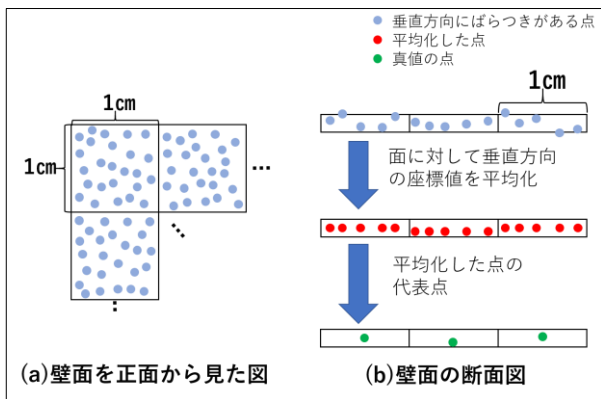 垂直方向にばらつきがある点
平均化した点
真値の点
1cm
1cm
1cm
…
⋱
⋮
面に対して垂直方向
の座標値を平均化
平均化した点の
代表点
(a)壁面を正面から見た図
(b)壁面の断面図